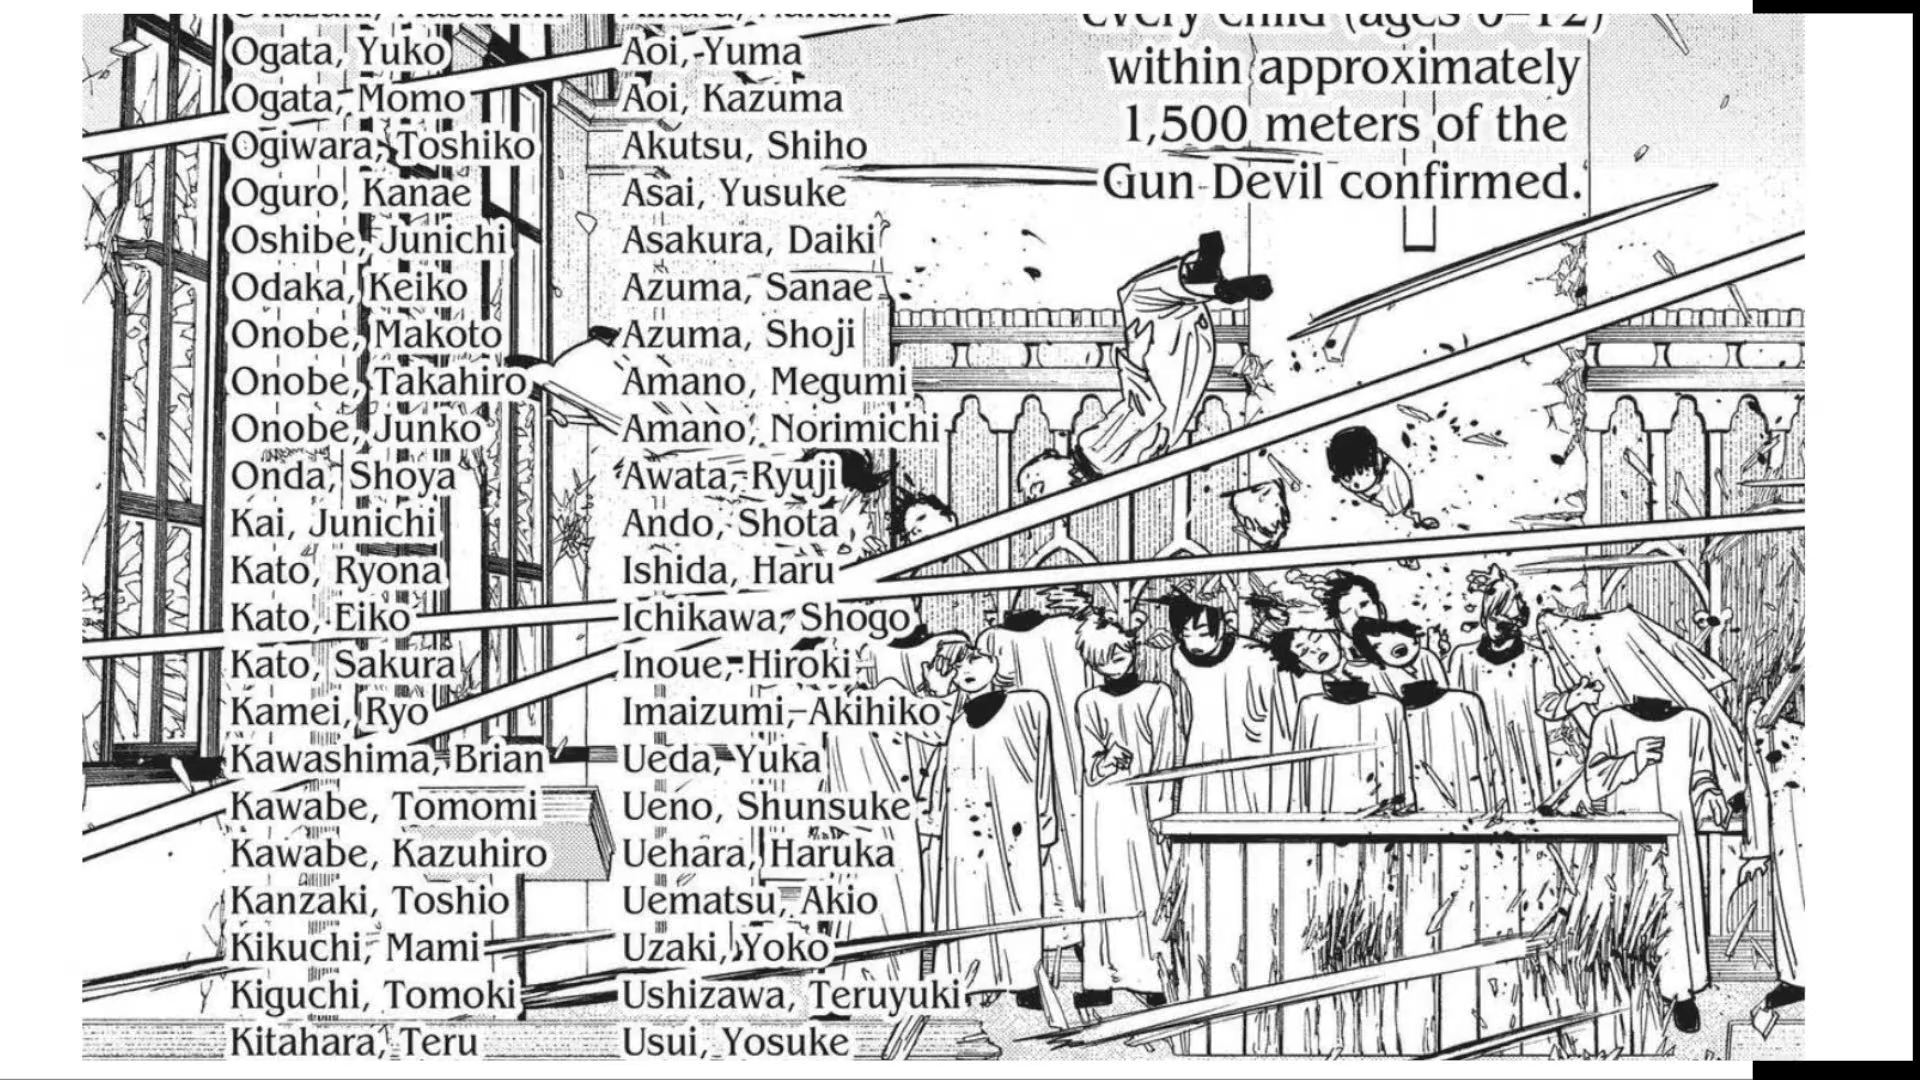 Ogata, Yuko
Ogata, Momo
Ogiwara, Toshiko
Oguro, Kanae
Oshibe, Junichi
Odaka, Keiko
Onobe, Makoto
Onobe, Takahiro
Onobe, Junko
Onda, Shoya
Kai, Junichi
Kato, Ryona
Kato, Eiko
Kato, Sakura
Kamei, Ryo
Kawashima, Brian
Kawabe, Tomomi
Kawabe, Kazuhiro
Kanzaki, Toshio
Kikuchi, Mami
Kiguchi, Tomoki
Kitahara, Teru
Aoi, Yuma
Aoi, Kazuma
Akutsu, Shiho
Asai, Yusuke
Asakura, Daiki
Azuma, Sanae
Azuma, Shoji
Amano, Megumi
Amano, Norimichi
Awata, Ryuji
Ando, Shota
Ishida, Haru
Ichikawa, Shogo
Inoue, Hiroki
Imaizumi, Akihiko
Ueda, Yuka
Ueno, Shunsuke
Uehara, Haruka
Uematsu, Akio
Uzaki, Yoko
Ushizawa, Teruyuki
Usui, Yosuke
every child (ages 0–12)
within approximately
1,500 meters of the
Gun Devil confirmed.